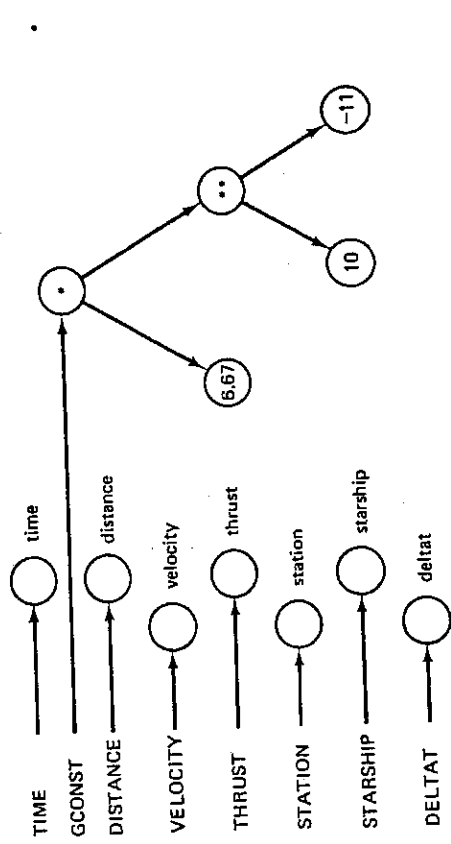 TIME time
GCONST
DISTANCE distance
VELOCITY velocity
THRUST thrust
STATION station
STARSHIP starship
DELTAT deltat
*
6.67
**
10
-11